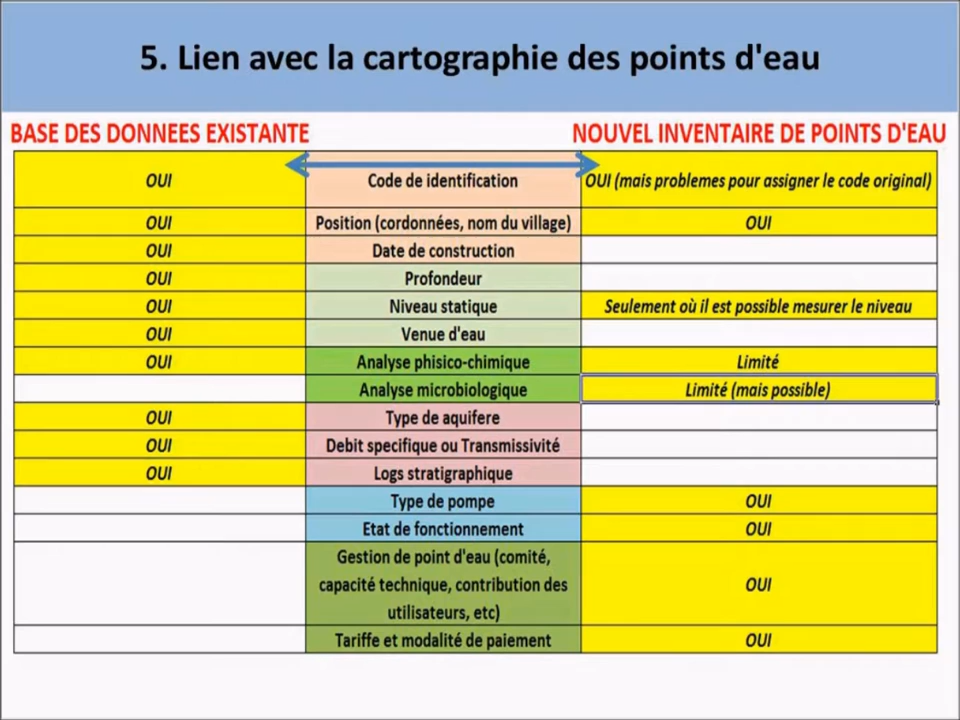 5. Lien avec la cartographie des points d'eau
BASE DES DONNEES EXISTANTE NOUVEL INVENTAIRE DE POINTS D'EAU
OUI Code de identification OUI (mais problemes pour assigner le code original)
OUI Position (cordonnées, nom du village) OUI
OUI Date de construction
OUI Profondeur
OUI Niveau statique Seulement où il est possible mesurer le niveau
OUI Venue d'eau
OUI Analyse phisico-chimique Limité
Analyse microbiologique Limité (mais possible)
OUI Type de aquifere
OUI Debit specifique ou Transmissivité
OUI Logs stratigraphique
Type de pompe OUI
Etat de fonctionnement OUI
Gestion de point d'eau (comité,
capacité technique, contribution des OUI
utilisateurs, etc)
Tariffe et modalité de paiement OUI